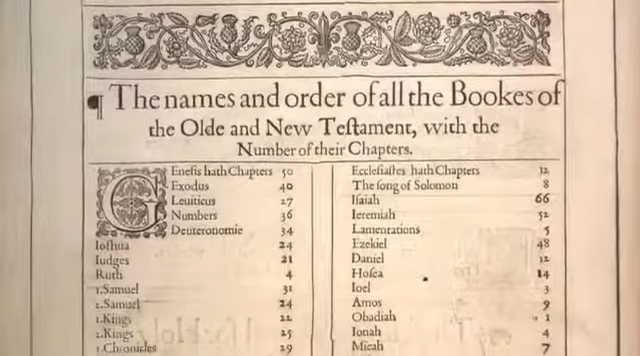 ¶ The names and order of all the Bookes of
the Olde and New Teſtament, with the
Number of their Chapters.
Geneſis hath Chapters 50
Exodus 40
Leuiticus 27
Numbers 36
Deuteronomie 34
Ioſhua 24
Iudges 21
Ruth 4
1.Samuel 31
2.Samuel 24
1.Kings 22
2.Kings 25
1.Chronicles 29
Eccleſiaſtes hath Chapters 12
The ſong of Solomon 8
Iſaiah 66
Ieremiah 52
Lamentations 5
Ezekiel 48
Daniel 12
Hoſea 14
Ioel 3
Amos 9
Obadiah 1
Ionah 4
Micah 7